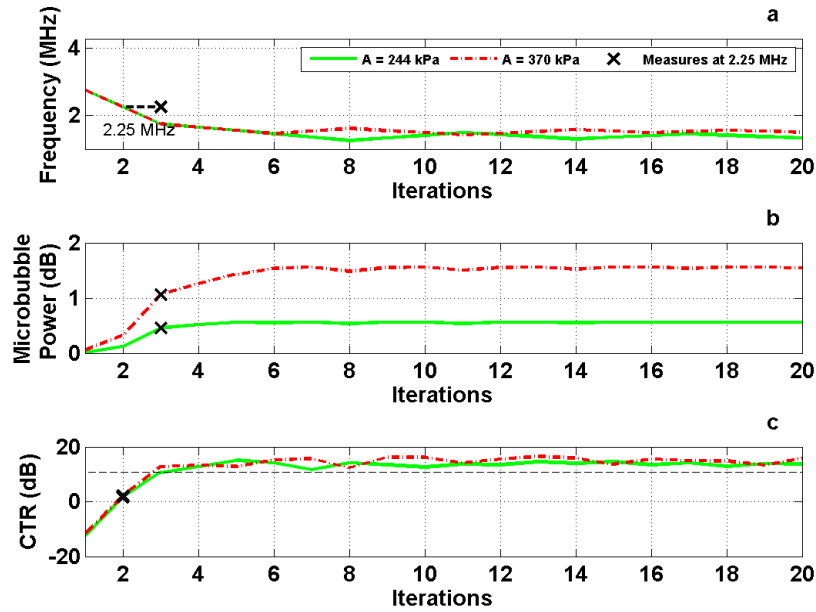 a
Frequency (MHz)
4
2
A = 244 kPa
A = 370 kPa
Measures at 2.25 MHz
2.25 MHz
2 4 6 8 10 12 14 16 18 20
Iterations
b
Microbubble
Power (dB)
2
1
0
2 4 6 8 10 12 14 16 18 20
Iterations
c
CTR (dB)
20
0
-20
2 4 6 8 10 12 14 16 18 20
Iterations